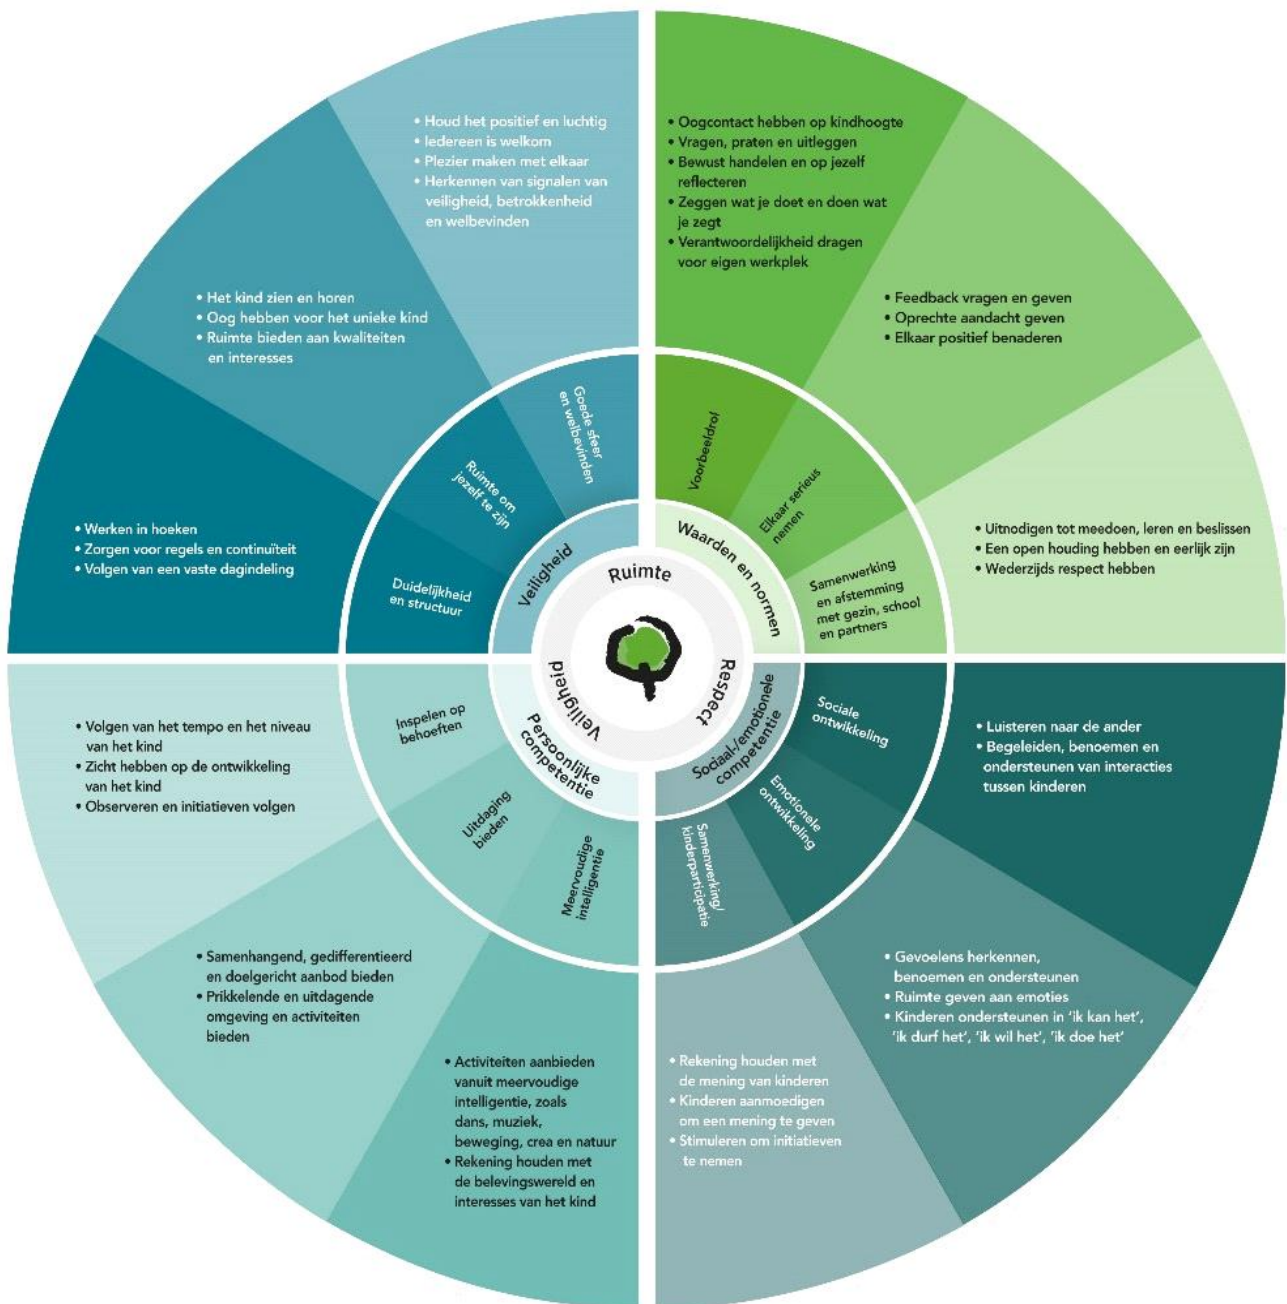 • Houd het positief en luchtig
• Iedereen is welkom
• Plezier maken met elkaar
• Herkennen van signalen van
veiligheid, betrokkenheid
en welbevinden
• Het kind zien en horen
• Oog hebben voor het unieke kind
• Ruimte bieden aan kwaliteiten
en interesses
• Werken in hoeken
• Zorgen voor regels en continuïteit
• Volgen van een vaste dagindeling
Goede sfeer
en welbevinden
Ruimte om
jezelf te zijn
Duidelijkheid
en structuur
Veiligheid
• Oogcontact hebben op kindhoogte
• Vragen, praten en uitleggen
• Bewust handelen en op jezelf
reflecteren
• Zeggen wat je doet en doen wat
je zegt
• Verantwoordelijkheid dragen
voor eigen werkplek
• Feedback vragen en geven
• Oprechte aandacht geven
• Elkaar positief benaderen
• Uitnodigen tot meedoen, leren en beslissen
• Een open houding hebben en eerlijk zijn
• Wederzijds respect hebben
Voorbeeldrol
Elkaar serieus
nemen
Samenwerking
en afstemming
met gezin, school
en partners
Waarden en normen
Ruimte
Respect
Veiligheid
Sociaal-/emotionele
competentie
Sociale
ontwikkeling
Emotionele
ontwikkeling
Samenwerking/
kinderparticipatie
• Luisteren naar de ander
• Begeleiden, benoemen en
ondersteunen van interacties
tussen kinderen
• Gevoelens herkennen,
benoemen en ondersteunen
• Ruimte geven aan emoties
• Kinderen ondersteunen in ‘ik kan het’,
‘ik durf het’, ‘ik wil het’, ‘ik doe het’
• Rekening houden met
de mening van kinderen
• Kinderen aanmoedigen
om een mening te geven
• Stimuleren om initiatieven
te nemen
Persoonlijke
competentie
Inspelen op
behoeften
Uitdaging
bieden
Meervoudige
intelligentie
• Volgen van het tempo en het niveau
van het kind
• Zicht hebben op de ontwikkeling
van het kind
• Observeren en initiatieven volgen
• Samenhangend, gedifferentieerd
en doelgericht aanbod bieden
• Prikkelende en uitdagende
omgeving en activiteiten
bieden
• Activiteiten aanbieden
vanuit meervoudige
intelligentie, zoals
dans, muziek,
beweging, crea en natuur
• Rekening houden met
de belevingswereld en
interesses van het kind